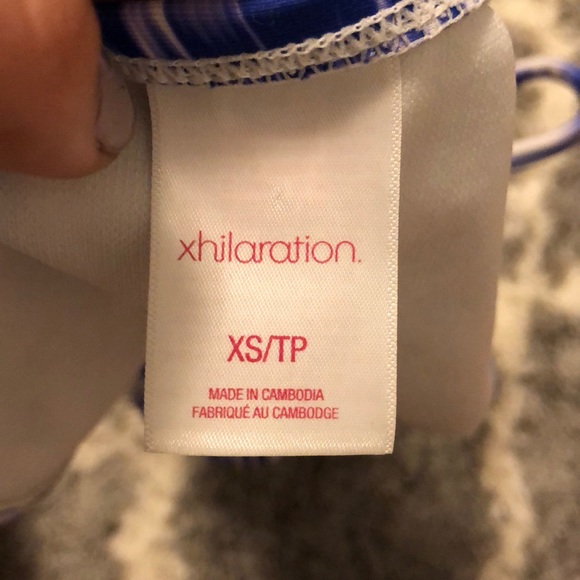 xhilaration.
XS/TP
MADE IN CAMBODIA
FABRIQUÉ AU CAMBODGE